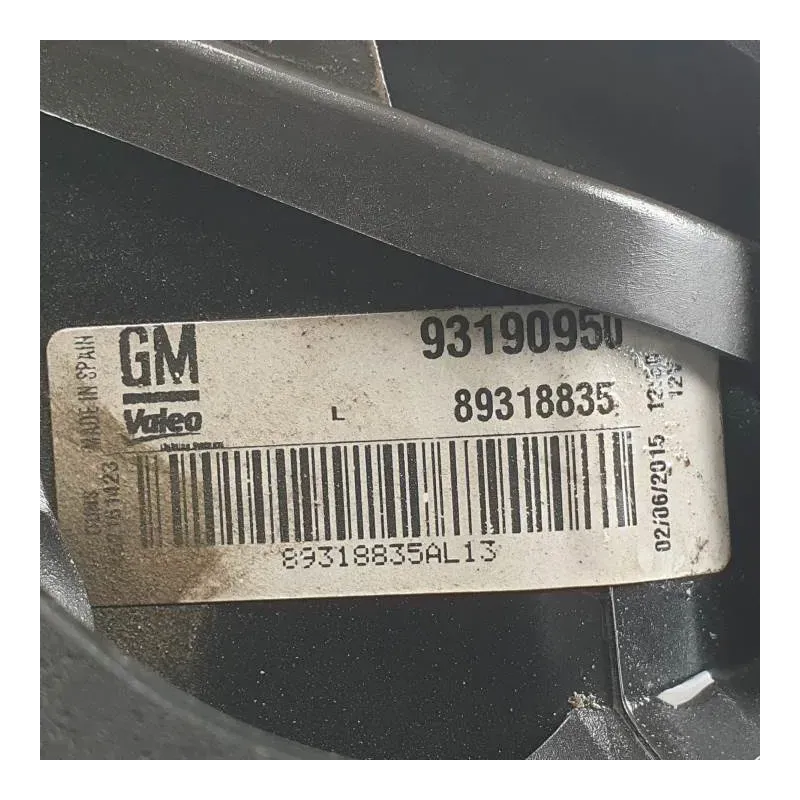 GM
93190950
Valeo
L
89318835
89318835AL13
MADE IN SPAIN
02/06/2015
12V